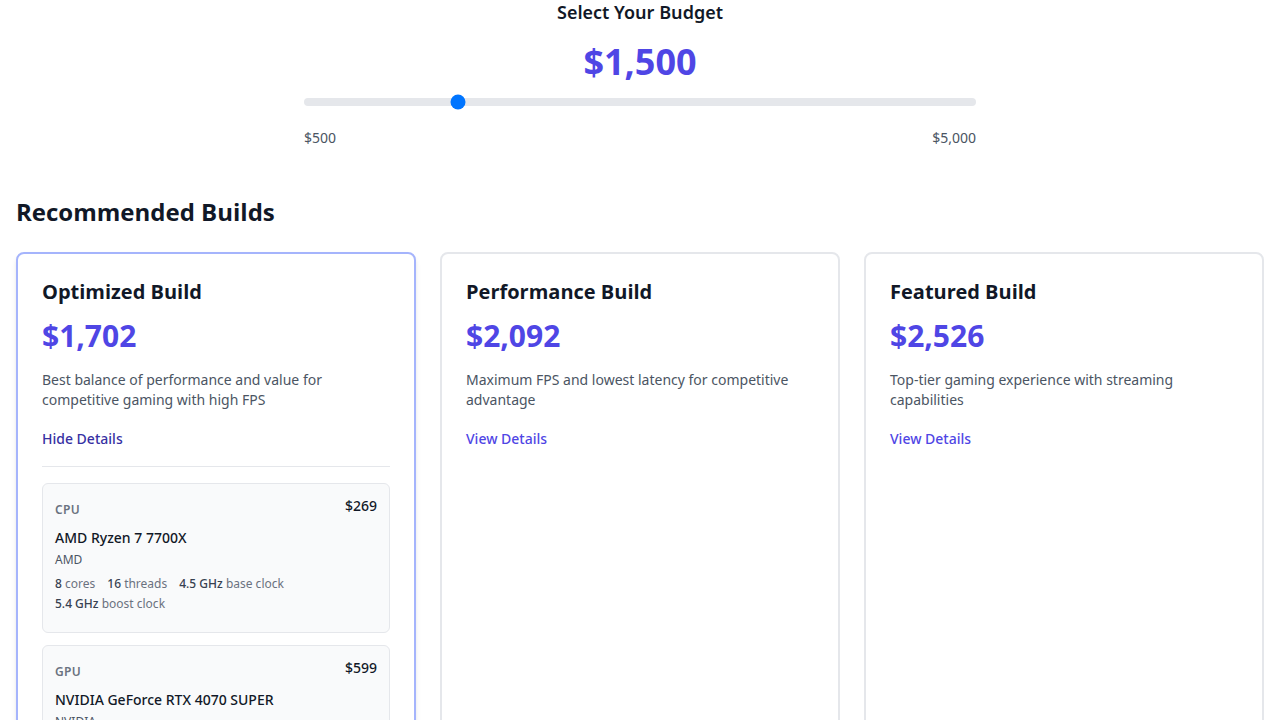 Select Your Budget
$1,500
$500
$5,000
Recommended Builds
Optimized Build
$1,702
Best balance of performance and value for
competitive gaming with high FPS
Hide Details
CPU
$269
AMD Ryzen 7 7700X
AMD
8 cores 16 threads 4.5 GHz base clock
5.4 GHz boost clock
GPU
$599
NVIDIA GeForce RTX 4070 SUPER
NVIDIA
Performance Build
$2,092
Maximum FPS and lowest latency for competitive
advantage
View Details
Featured Build
$2,526
Top-tier gaming experience with streaming
capabilities
View Details